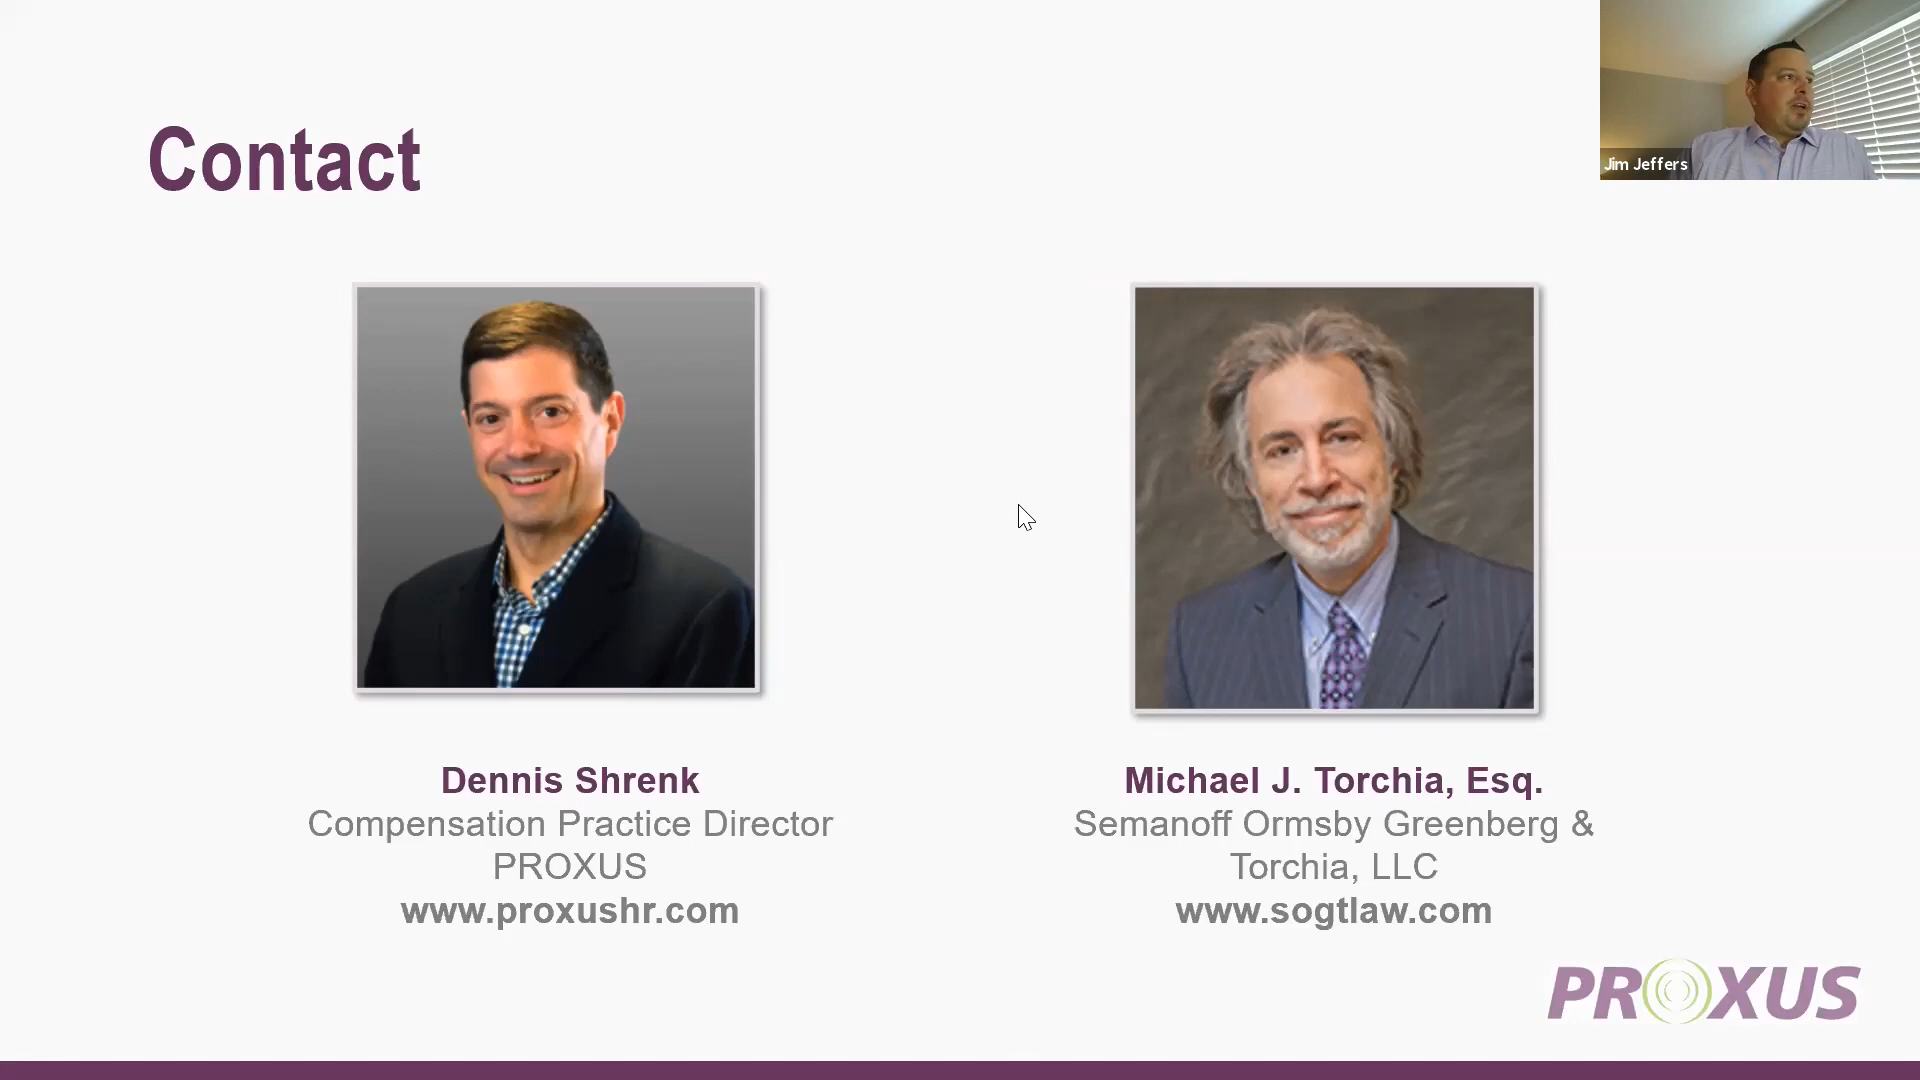 Jim Jeffers
Contact
Dennis Shrenk
Compensation Practice Director
PROXUS
www.proxushr.com
Michael J. Torchia, Esq.
Semanoff Ormsby Greenberg &
Torchia, LLC
www.sogtlaw.com
PROXUS